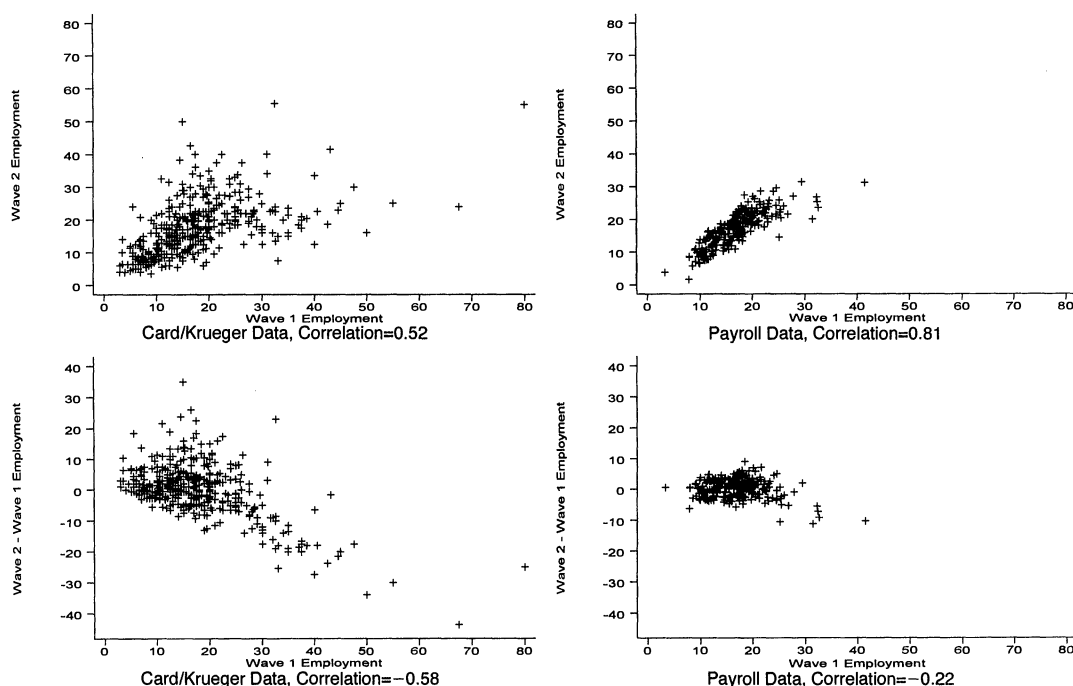 80
70
60
50
40
30
20
10
0
Wave 2 Employment
0 10 20 30 40 50 60 70 80
Wave 1 Employment
Card/Krueger Data, Correlation=0.52
80
70
60
50
40
30
20
10
0
Wave 2 Employment
0 10 20 30 40 50 60 70 80
Wave 1 Employment
Payroll Data, Correlation=0.81
40
30
20
10
0
-10
-20
-30
-40
Wave 2 - Wave 1 Employment
0 10 20 30 40 50 60 70 80
Wave 1 Employment
Card/Krueger Data, Correlation=−0.58
40
30
20
10
0
-10
-20
-30
-40
Wave 2 - Wave 1 Employment
0 10 20 30 40 50 60 70 80
Wave 1 Employment
Payroll Data, Correlation=−0.22